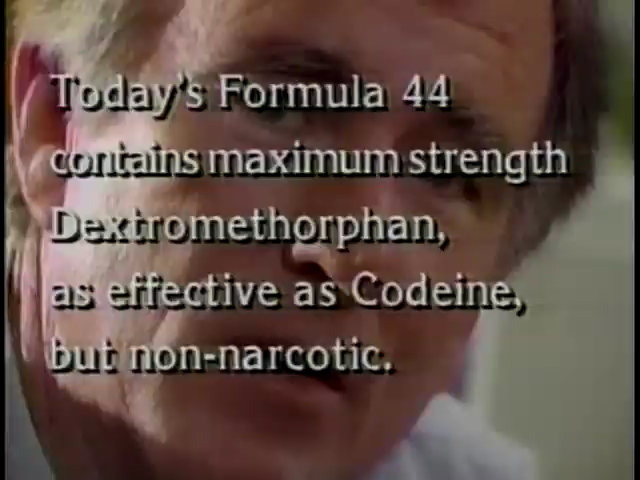 Today's Formula 44
contains maximum strength
Dextromethorphan,
as effective as Codeine,
but non-narcotic.